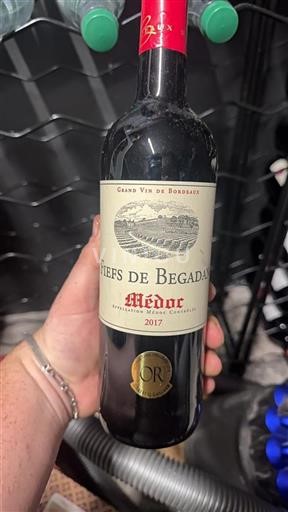 GRAND VIN DE BORDEAUX
FIEFS DE BEGADAN
Médoc
APPELLATION MÉDOC CONTRÔLÉE
2017
OR